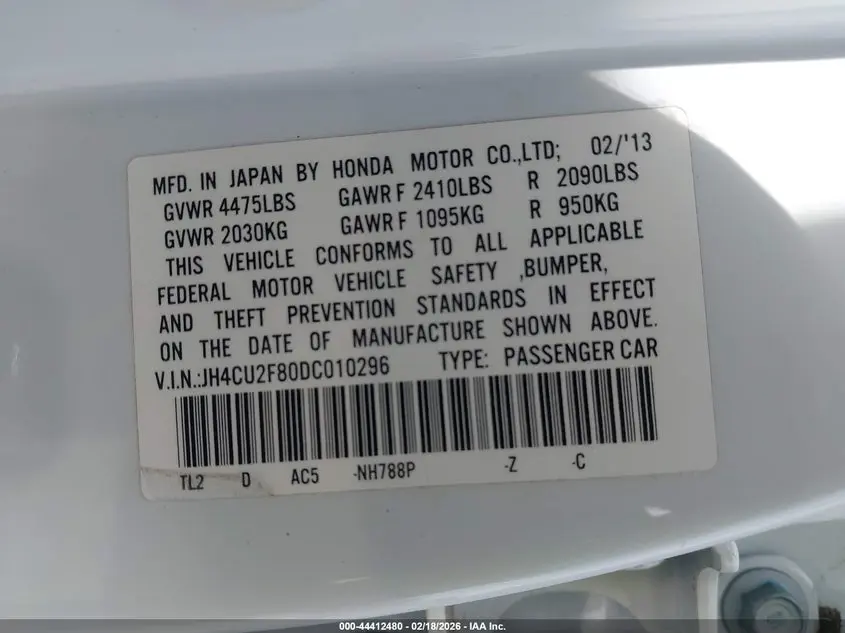 MFD. IN JAPAN BY HONDA MOTOR CO.,LTD; 02/'13
GVWR 4475LBS GAWR F 2410LBS R 2090LBS
GVWR 2030KG GAWR F 1095KG R 950KG
THIS VEHICLE CONFORMS TO ALL APPLICABLE
FEDERAL MOTOR VEHICLE SAFETY ,BUMPER,
AND THEFT PREVENTION STANDARDS IN EFFECT
ON THE DATE OF MANUFACTURE SHOWN ABOVE.
V.I.N.:JH4CU2F80DC010296 TYPE: PASSENGER CAR
TL2 D AC5 -NH788P -Z -C
000-44412480 - 02/18/2026 - IAA Inc.